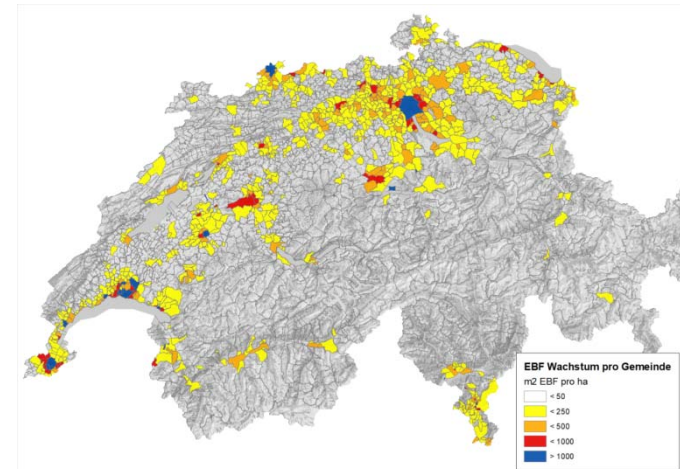 EBF Wachstum pro Gemeinde
m2 EBF pro ha
< 50
< 250
< 500
< 1000
> 1000